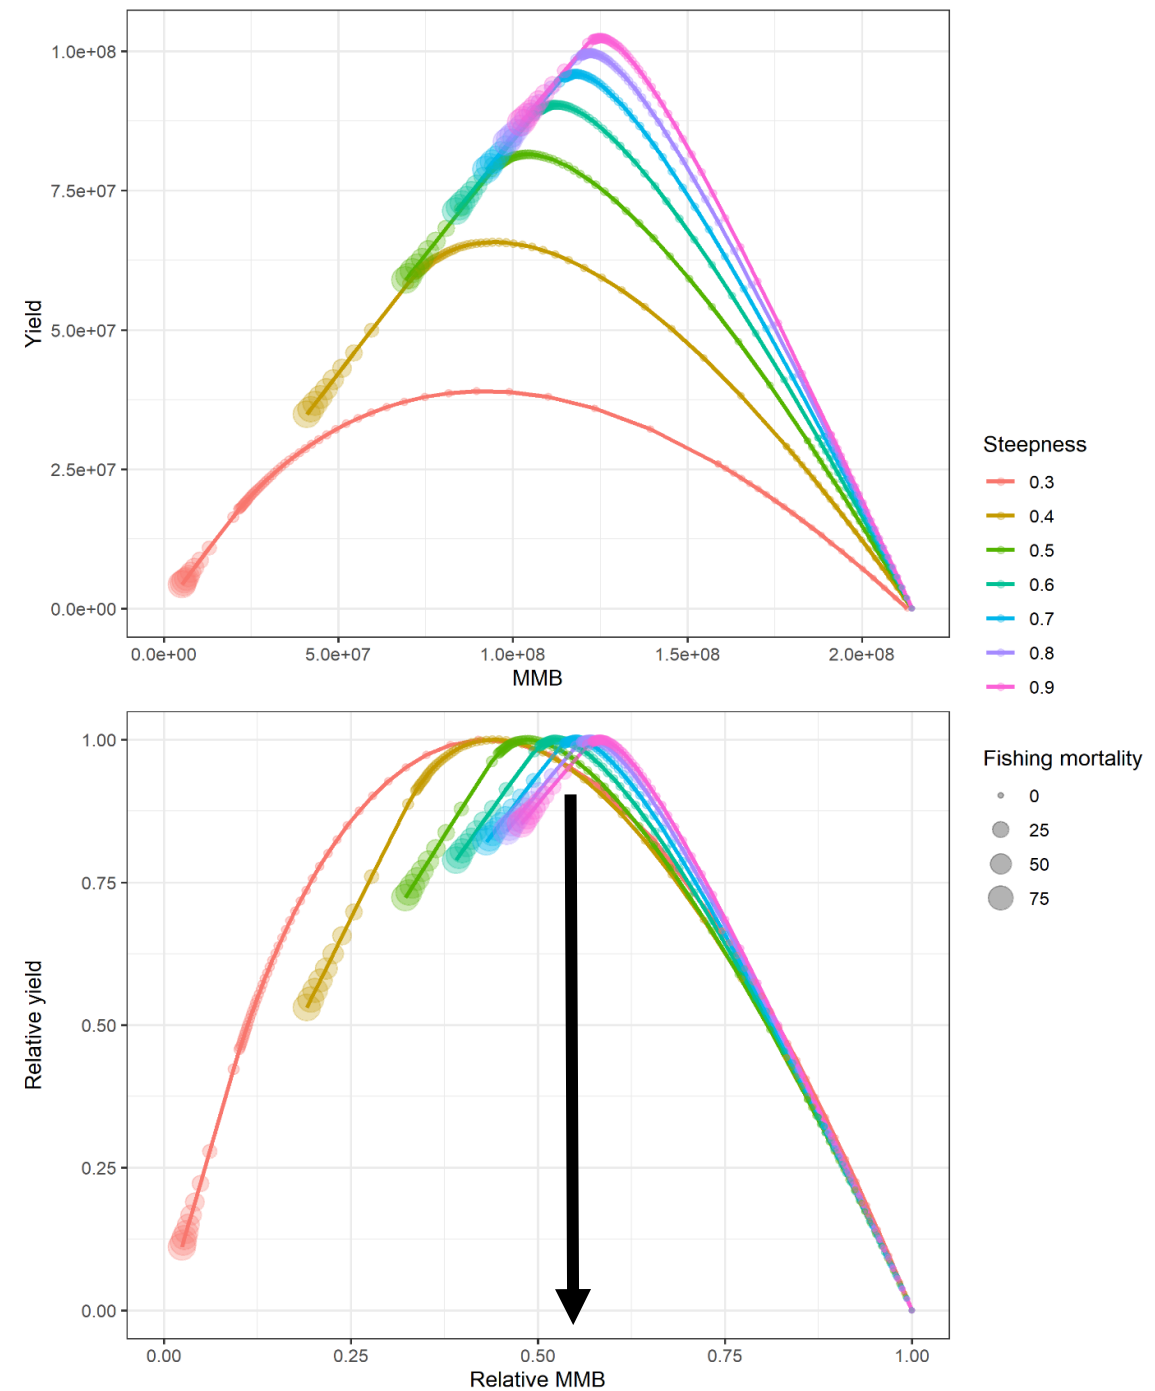 1.0e+08
7.5e+07
5.0e+07
2.5e+07
0.0e+00
Yield
0.0e+00 5.0e+07 1.0e+08 1.5e+08 2.0e+08
MMB
Steepness
0.3
0.4
0.5
0.6
0.7
0.8
0.9
Fishing mortality
0
25
50
75
1.00
0.75
0.50
0.25
0.00
Relative yield
0.00 0.25 0.50 0.75 1.00
Relative MMB